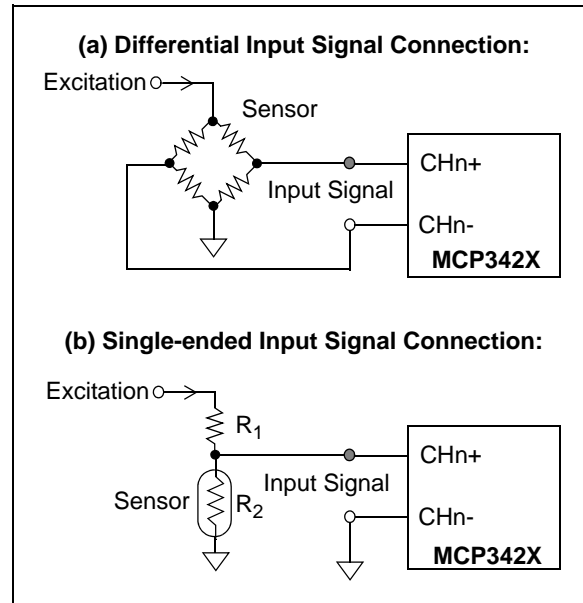 (a) Differential Input Signal Connection:
Excitation
Sensor
CHn+
Input Signal
CHn-
MCP342X
(b) Single-ended Input Signal Connection:
Excitation
R1
CHn+
Input Signal
Sensor
R2
CHn-
MCP342X